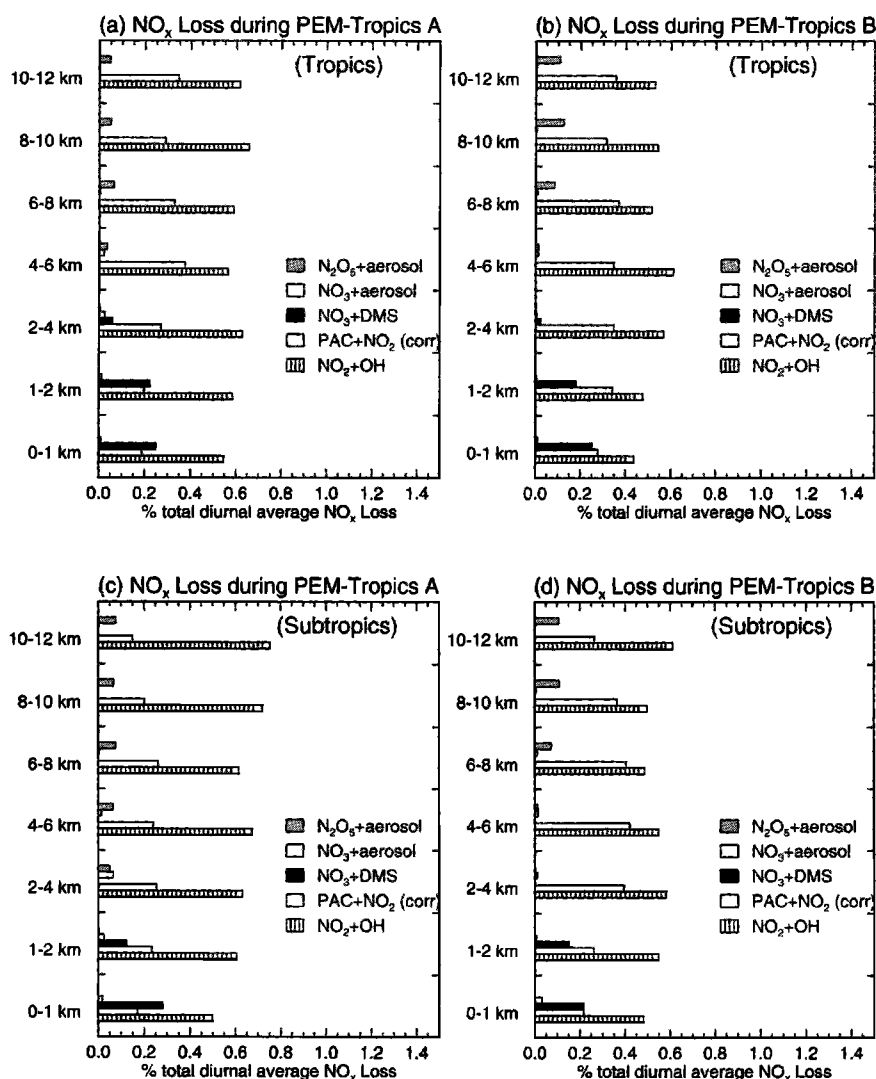 (a) NOx Loss during PEM-Tropics A
(Tropics)
10-12 km
8-10 km
6-8 km
4-6 km
2-4 km
1-2 km
0-1 km
N2O5+aerosol
NO3+aerosol
NO3+DMS
PAC+NO2 (corr)
NO2+OH
0.0 0.2 0.4 0.6 0.8 1.0 1.2 1.4
% total diurnal average NOx Loss
(b) NOx Loss during PEM-Tropics B
(Tropics)
10-12 km
8-10 km
6-8 km
4-6 km
2-4 km
1-2 km
0-1 km
N2O5+aerosol
NO3+aerosol
NO3+DMS
PAC+NO2 (corr)
NO2+OH
0.0 0.2 0.4 0.6 0.8 1.0 1.2 1.4
% total diurnal average NOx Loss
(c) NOx Loss during PEM-Tropics A
(Subtropics)
10-12 km
8-10 km
6-8 km
4-6 km
2-4 km
1-2 km
0-1 km
N2O5+aerosol
NO3+aerosol
NO3+DMS
PAC+NO2 (corr)
NO2+OH
0.0 0.2 0.4 0.6 0.8 1.0 1.2 1.4
% total diurnal average NOx Loss
(d) NOx Loss during PEM-Tropics B
(Subtropics)
10-12 km
8-10 km
6-8 km
4-6 km
2-4 km
1-2 km
0-1 km
N2O5+aerosol
NO3+aerosol
NO3+DMS
PAC+NO2 (corr)
NO2+OH
0.0 0.2 0.4 0.6 0.8 1.0 1.2 1.4
% total diurnal average NOx Loss